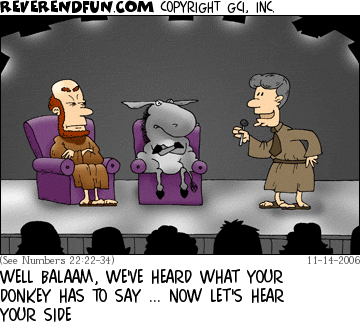 REVERENDFUN.COM COPYRIGHT GCI, INC.
(See Numbers 22:22-34) 11-14-2006
WELL BALAAM, WE'VE HEARD WHAT YOUR
DONKEY HAS TO SAY ... NOW LET'S HEAR
YOUR SIDE